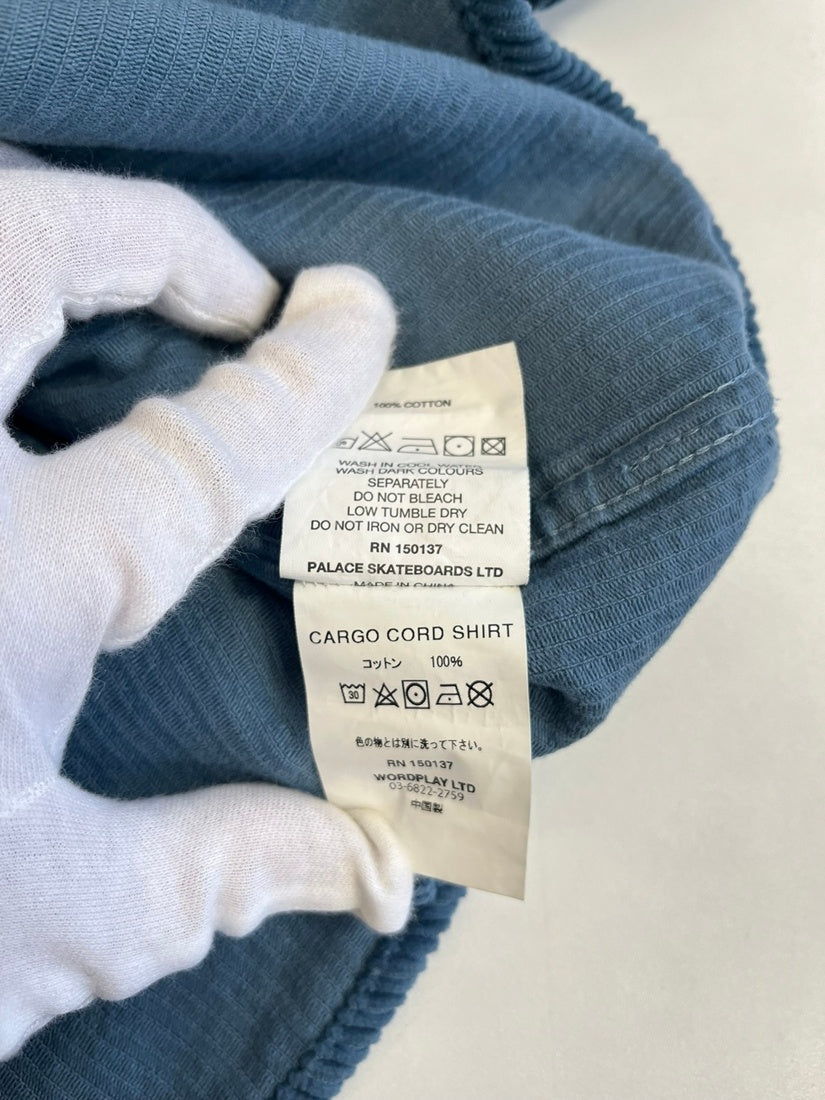 100% COTTON
WASH IN COOL WATER
WASH DARK COLOURS
SEPARATELY
DO NOT BLEACH
LOW TUMBLE DRY
DO NOT IRON OR DRY CLEAN
RN 150137
PALACE SKATEBOARDS LTD
MADE IN CHINA
CARGO CORD SHIRT
コットン 100%
30
色の物とは別に洗って下さい。
RN 150137
WORDPLAY LTD
03-6822-2759
中国製